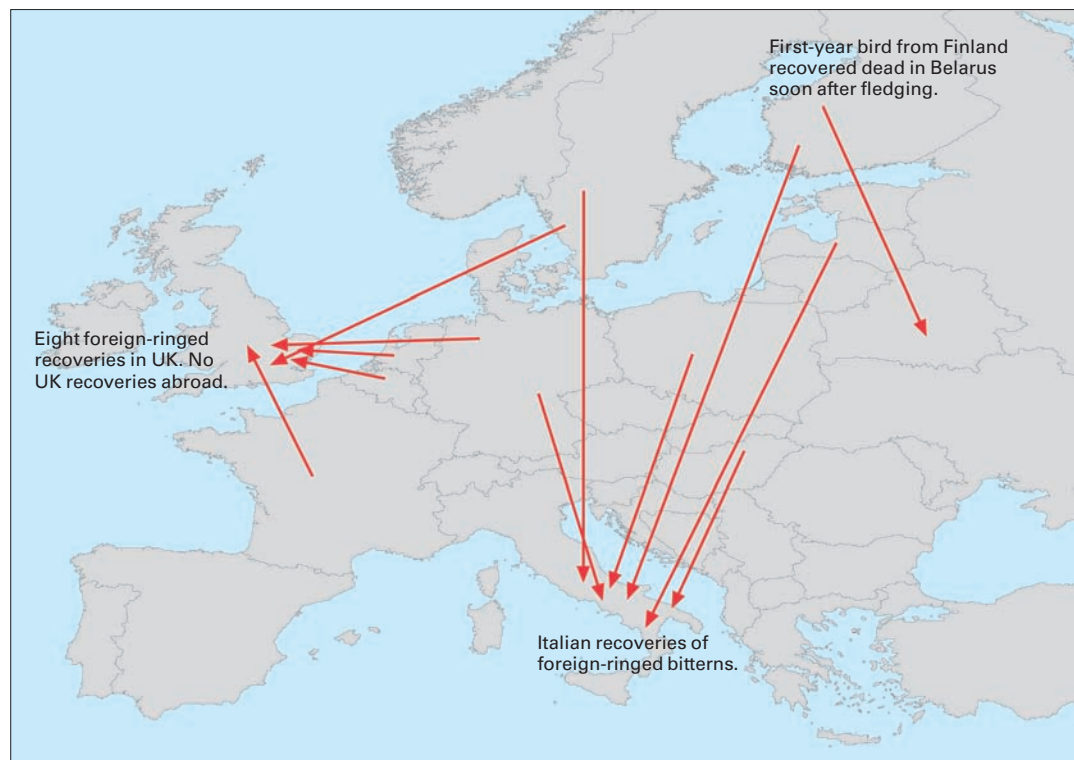 First-year bird from Finland
recovered dead in Belarus
soon after fledging.
Eight foreign-ringed
recoveries in UK. No
UK recoveries abroad.
Italian recoveries of
foreign-ringed bitterns.